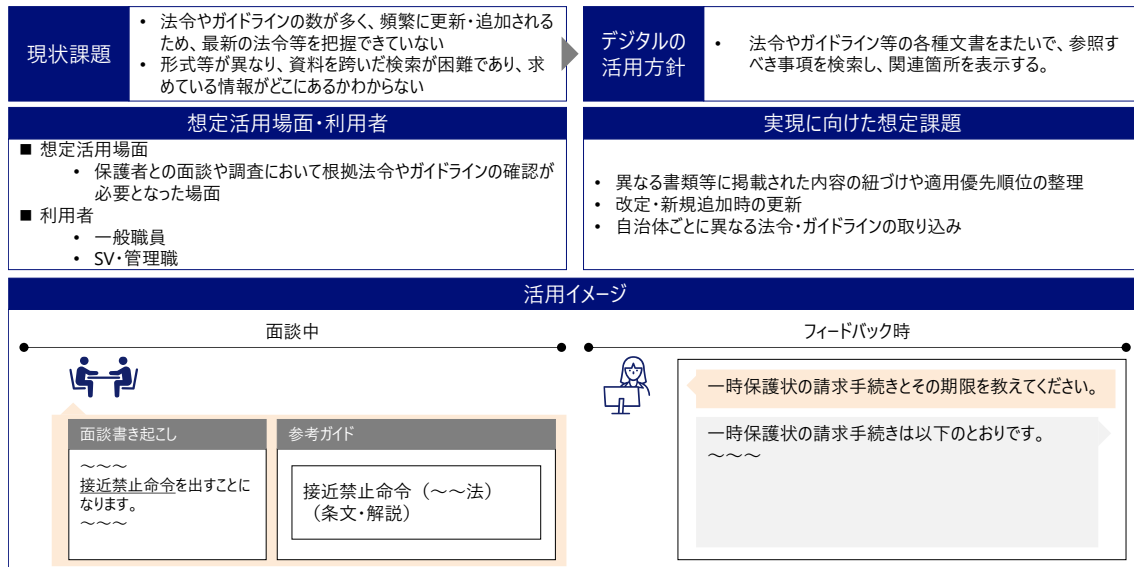 現状課題
• 法令やガイドラインの数が多く、頻繁に更新・追加される
ため、最新の法令等を把握できていない
• 形式等が異なり、資料を跨いだ検索が困難であり、求
めている情報がどこにあるかわからない
デジタルの
活用方針
• 法令やガイドライン等の各種文書をまたいで、参照す
べき事項を検索し、関連箇所を表示する。
想定活用場面・利用者
■ 想定活用場面
• 保護者との面談や調査において根拠法令やガイドラインの確認が
必要となった場面
■ 利用者
• 一般職員
• SV・管理職
実現に向けた想定課題
• 異なる書類等に掲載された内容の紐づけや適用優先順位の整理
• 改定・新規追加時の更新
• 自治体ごとに異なる法令・ガイドラインの取り込み
活用イメージ
面談中
面談書き起こし
～～～
接近禁止命令を出すことに
なります。
～～～
参考ガイド
接近禁止命令（～～法）
（条文・解説）
フィードバック時
一時保護状の請求手続きとその期限を教えてください。
一時保護状の請求手続きは以下のとおりです。
～～～